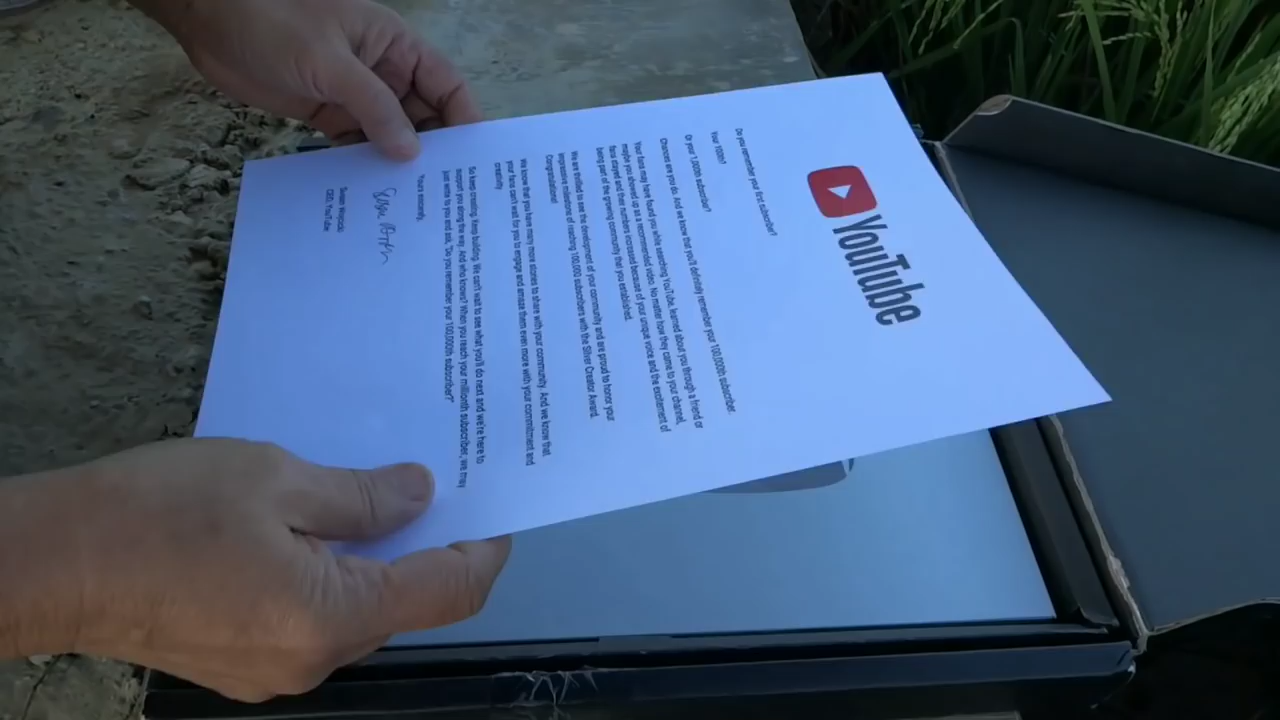 YouTube
Do you remember your first subscriber?
Your 100th?
Or your 1,000th subscriber?
Chances are you do. And we know that you'll definitely remember your 100,000th subscriber.
Your fans may have found you while searching YouTube, learned about you through a friend or
maybe you showed up as a recommended video. No matter how they came to your channel,
fans stayed and their numbers increased because of your unique voice and the excitement of
being part of the growing community that you established.
We are thrilled to see the development of your community and are proud to honor your
impressive milestone of reaching 100,000 subscribers with the Silver Creator Award.
Congratulations!
We know that you have many more stories to share with your community. And we know that
your fans can't wait for you to engage and amaze them even more with your commitment and
creativity.
So keep creating. Keep building. We can't wait to see what you'll do next and we're here to
support you along the way. And who knows? When you reach your millionth subscriber, we may
just write to you and ask, "Do you remember your 100,000th subscriber?"
Yours sincerely,
Susan Wojcicki
CEO, YouTube